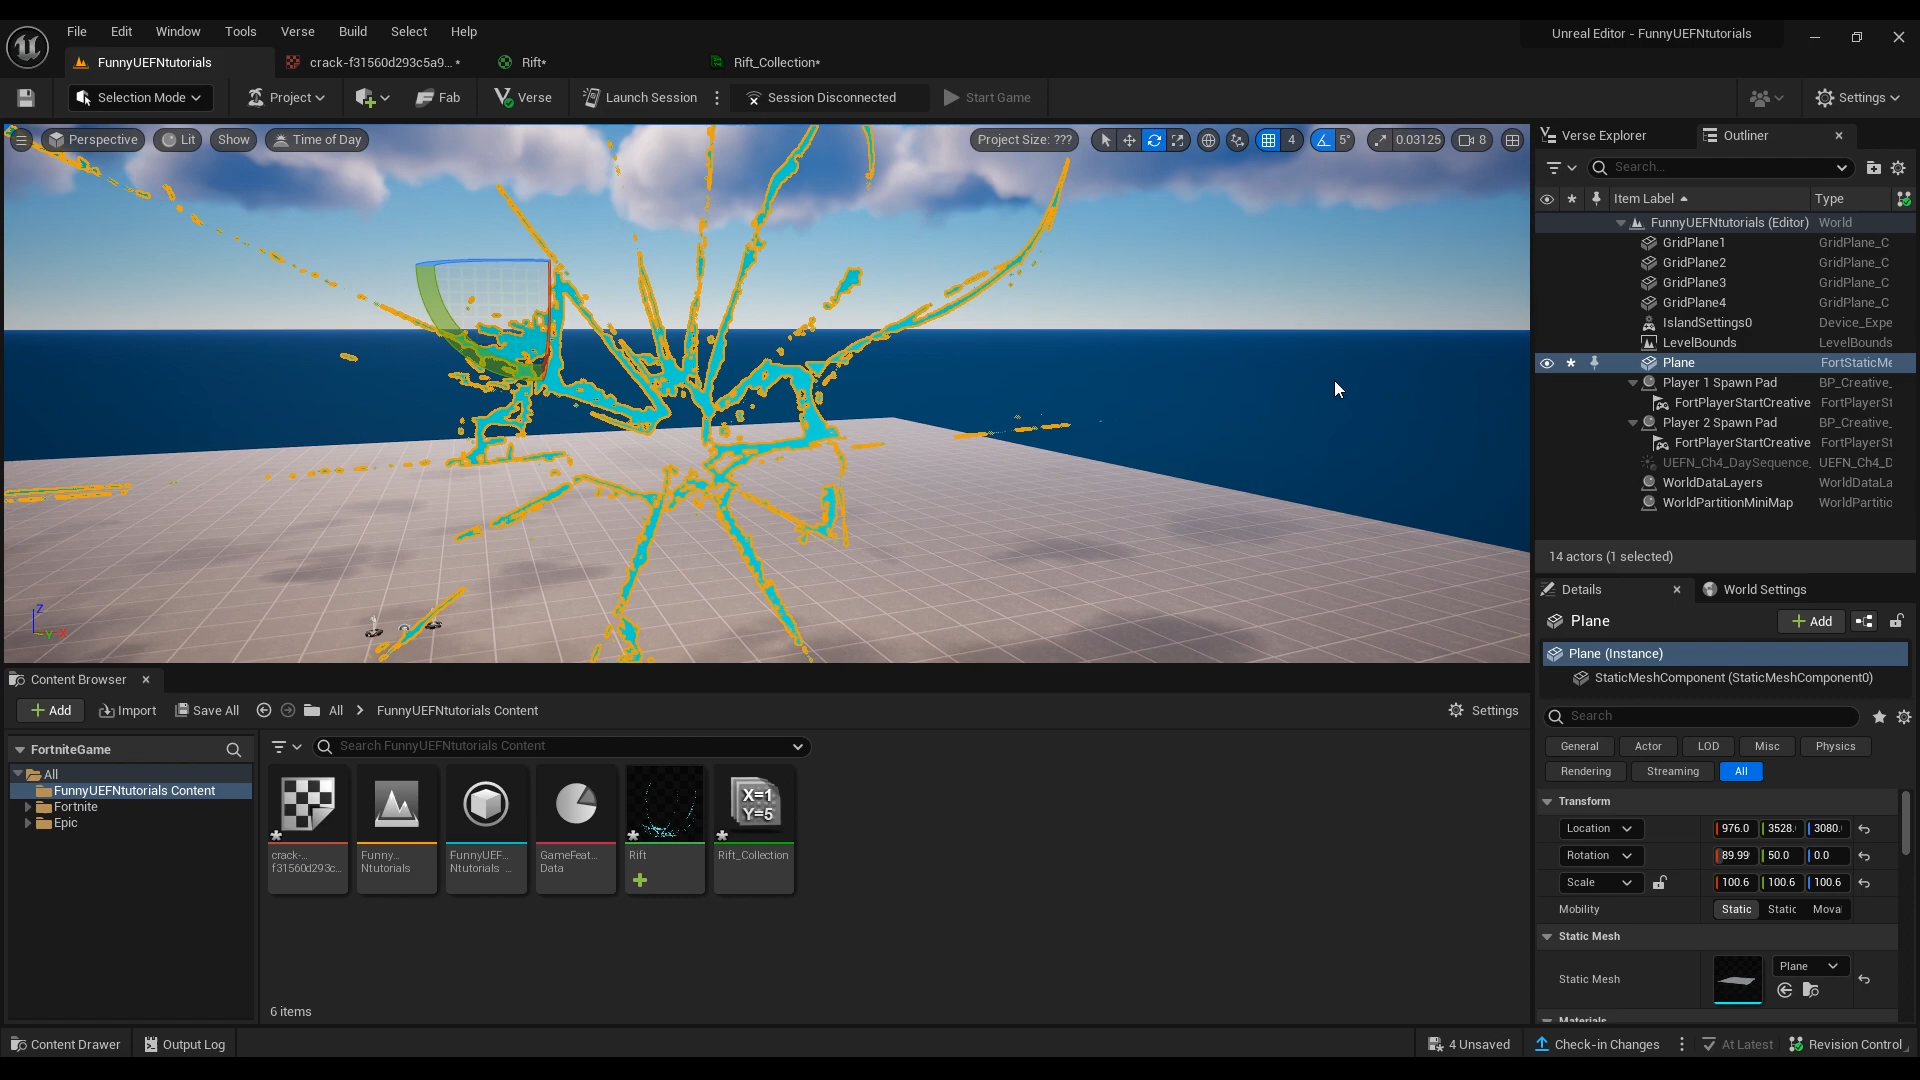 File Edit Window Tools Verse Build Select Help
Unreal Editor - FunnyUEFNtutorials
FunnyUEFNtutorials
crack-f31560d293c5a9... *
Rift*
Rift_Collection*
Selection Mode
Project
Fab
Verse
Launch Session
Session Disconnected
Start Game
Settings
Perspective
Lit
Show
Time of Day
Project Size: ???
4
5°
0.03125
8
Verse Explorer
Outliner
Search...
Item Label
Type
FunnyUEFNtutorials (Editor) World
GridPlane1 GridPlane_C
GridPlane2 GridPlane_C
GridPlane3 GridPlane_C
GridPlane4 GridPlane_C
IslandSettings0 Device_Expe
LevelBounds LevelBounds
Plane FortStaticMe
Player 1 Spawn Pad BP_Creative_
FortPlayerStartCreative FortPlayerSt
Player 2 Spawn Pad BP_Creative_
FortPlayerStartCreative FortPlayerSt
UEFN_Ch4_DaySequence_ UEFN_Ch4_D
WorldDataLayers WorldDataLa
WorldPartitionMiniMap WorldPartitio
14 actors (1 selected)
Details
World Settings
Plane
Add
Plane (Instance)
StaticMeshComponent (StaticMeshComponent0)
Search
General Actor LOD Misc Physics
Rendering Streaming All
Transform
Location 976.0 3528. 3080.
Rotation 89.99 50.0 0.0
Scale 100.6 100.6 100.6
Mobility Static Static Moval
Static Mesh
Static Mesh
Plane
Materials
Z
Y X
Content Browser
Add
Import
Save All
All
FunnyUEFNtutorials Content
Settings
FortniteGame
Search FunnyUEFNtutorials Content
All
FunnyUEFNtutorials Content
Fortnite
Epic
crack-...
f31560d293c...
Funny...
Ntutorials
FunnyUEF...
Ntutorials ...
GameFeat...
Data
Rift
X=1
Y=5
Rift_Collection
6 items
Content Drawer
Output Log
4 Unsaved
Check-in Changes
At Latest
Revision Control